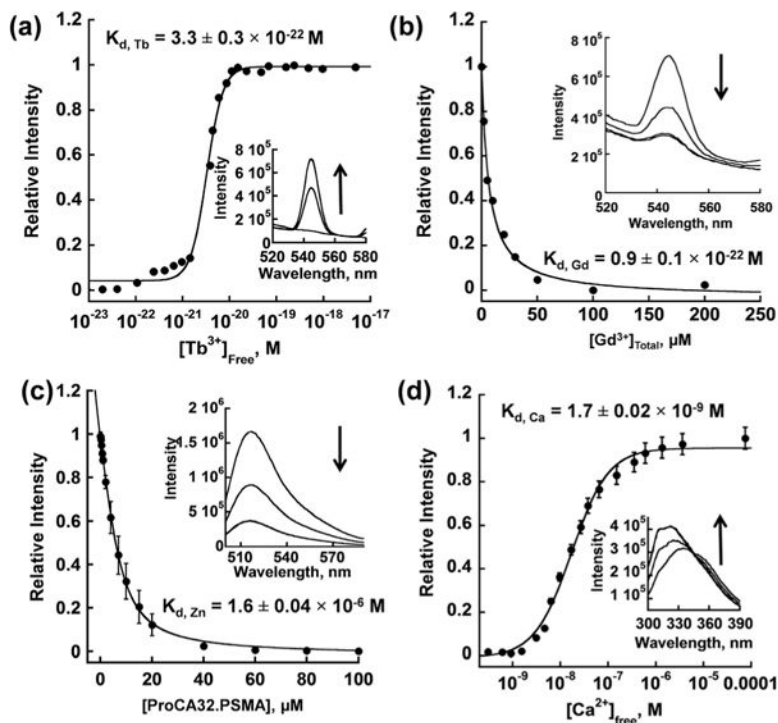 (a)
K_d, Tb = 3.3 ± 0.3 × 10^-22 M
Relative Intensity
1.2
1
0.8
0.6
0.4
0.2
0
10^-23 10^-22 10^-21 10^-20 10^-19 10^-18 10^-17
[Tb^3+]_Free, M
Intensity
8 10^5
6 10^5
4 10^5
2 10^5
520 540 560 580
Wavelength, nm
(b)
K_d, Gd = 0.9 ± 0.1 × 10^-22 M
Relative Intensity
1.2
1
0.8
0.6
0.4
0.2
0
0 50 100 150 200 250
[Gd^3+]_Total, µM
Intensity
8 10^5
6 10^5
4 10^5
2 10^5
520 540 560 580
Wavelength, nm
(c)
K_d, Zn = 1.6 ± 0.04 × 10^-6 M
Relative Intensity
1.2
1
0.8
0.6
0.4
0.2
0
0 20 40 60 80 100
[ProCA32.PSMA], µM
Intensity
2 10^6
1.5 10^6
1 10^6
5 10^5
510 540 570
Wavelength, nm
(d)
K_d, Ca = 1.7 ± 0.02 × 10^-9 M
Relative Intensity
1.2
1
0.8
0.6
0.4
0.2
0
10^-9 10^-8 10^-7 10^-6 10^-5 0.0001
[Ca^2+]_free, M
Intensity
4 10^5
3 10^5
2 10^5
1 10^5
300 330 360 390
Wavelength, nm